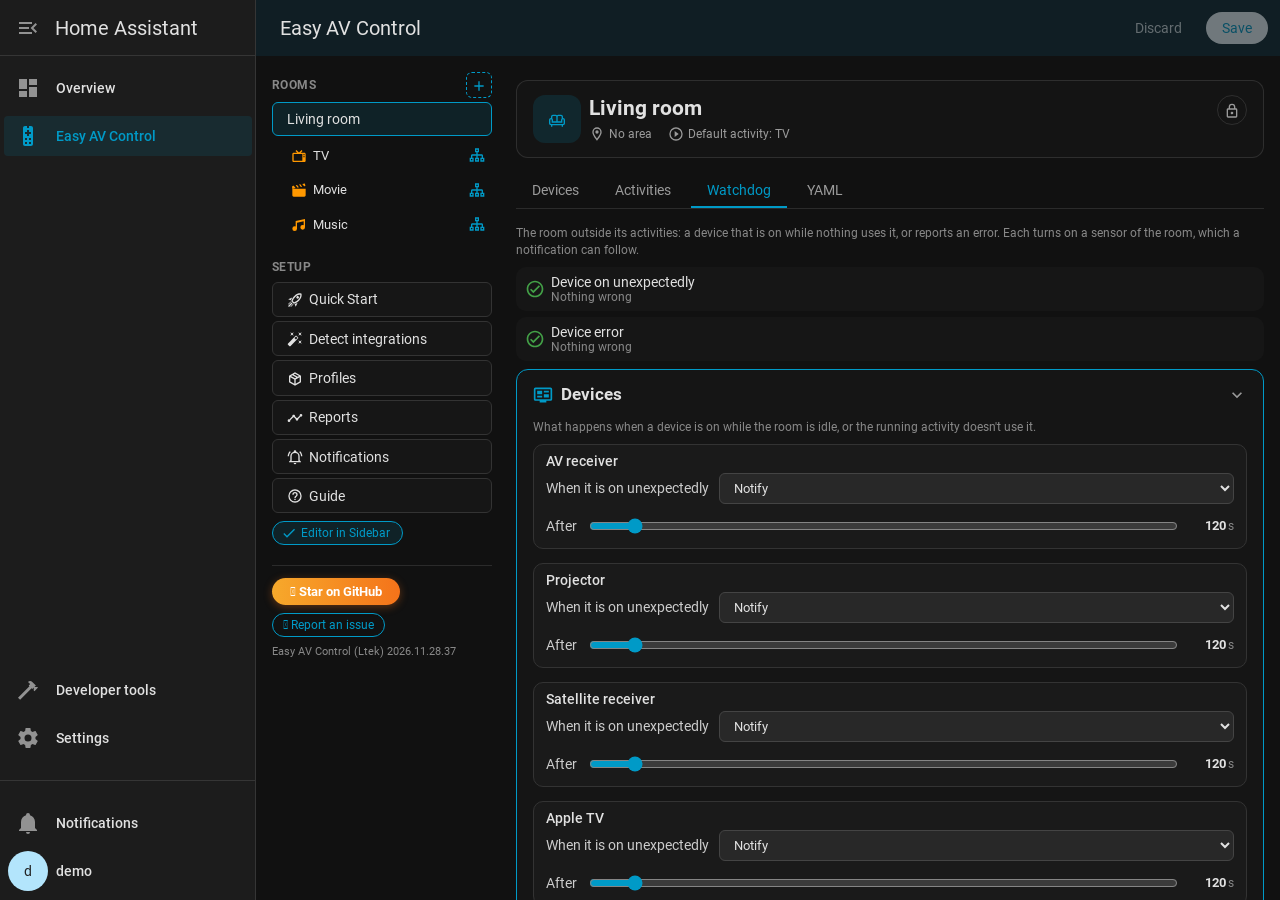 Home Assistant
Easy AV Control
Discard
Save
Overview
Easy AV Control
Developer tools
Settings
Notifications
d
demo
ROOMS
Living room
TV
Movie
Music
SETUP
Quick Start
Detect integrations
Profiles
Reports
Notifications
Guide
Editor in Sidebar
Star on GitHub
Report an issue
Easy AV Control (Ltek) 2026.11.28.37
Living room
No area
Default activity: TV
Devices
Activities
Watchdog
YAML
The room outside its activities: a device that is on while nothing uses it, or reports an error. Each turns on a sensor of the room, which a
notification can follow.
Device on unexpectedly
Nothing wrong
Device error
Nothing wrong
Devices
What happens when a device is on while the room is idle, or the running activity doesn't use it.
AV receiver
When it is on unexpectedly
Notify
After
120 s
Projector
When it is on unexpectedly
Notify
After
120 s
Satellite receiver
When it is on unexpectedly
Notify
After
120 s
Apple TV
When it is on unexpectedly
Notify
After
120 s